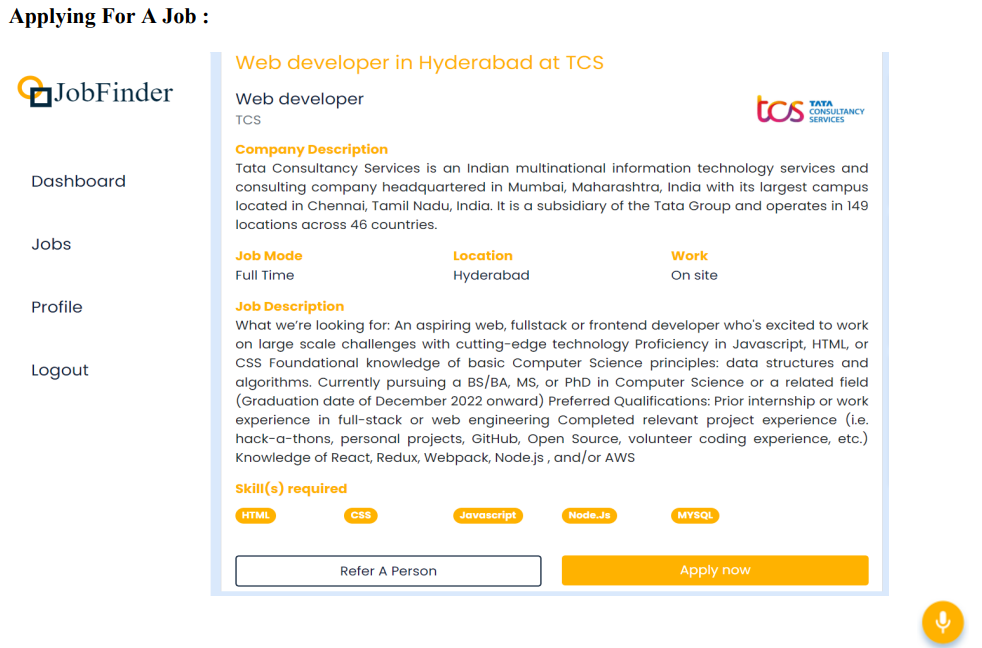 Applying For A Job :
JobFinder
Dashboard
Jobs
Profile
Logout
Web developer in Hyderabad at TCS
Web developer
TCS
tcs TATA
CONSULTANCY
SERVICES
Company Description
Tata Consultancy Services is an Indian multinational information technology services and
consulting company headquartered in Mumbai, Maharashtra, India with its largest campus
located in Chennai, Tamil Nadu, India. It is a subsidiary of the Tata Group and operates in 149
locations across 46 countries.
Job Mode Location Work
Full Time Hyderabad On site
Job Description
What we’re looking for: An aspiring web, fullstack or frontend developer who's excited to work
on large scale challenges with cutting-edge technology Proficiency in Javascript, HTML, or
CSS Foundational knowledge of basic Computer Science principles: data structures and
algorithms. Currently pursuing a BS/BA, MS, or PhD in Computer Science or a related field
(Graduation date of December 2022 onward) Preferred Qualifications: Prior internship or work
experience in full-stack or web engineering Completed relevant project experience (i.e.
hack-a-thons, personal projects, GitHub, Open Source, volunteer coding experience, etc.)
Knowledge of React, Redux, Webpack, Node.js , and/or AWS
Skill(s) required
HTML CSS Javascript Node.Js MYSQL
Refer A Person Apply now